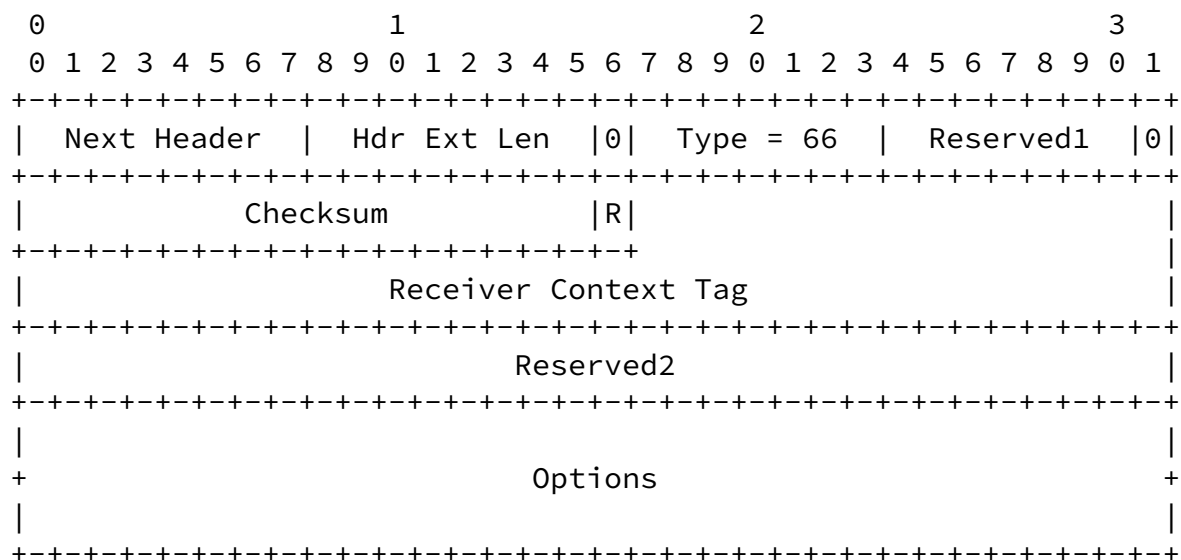 0                   1                   2                   3
 0 1 2 3 4 5 6 7 8 9 0 1 2 3 4 5 6 7 8 9 0 1 2 3 4 5 6 7 8 9 0 1
+-+-+-+-+-+-+-+-+-+-+-+-+-+-+-+-+-+-+-+-+-+-+-+-+-+-+-+-+-+-+-+-+
|  Next Header  |  Hdr Ext Len  |0|  Type = 66  |  Reserved1  |0|
+-+-+-+-+-+-+-+-+-+-+-+-+-+-+-+-+-+-+-+-+-+-+-+-+-+-+-+-+-+-+-+-+
|            Checksum           |R|                             |
+-+-+-+-+-+-+-+-+-+-+-+-+-+-+-+-+-+                             |
|                    Receiver Context Tag                       |
+-+-+-+-+-+-+-+-+-+-+-+-+-+-+-+-+-+-+-+-+-+-+-+-+-+-+-+-+-+-+-+-+
|                           Reserved2                           |
+-+-+-+-+-+-+-+-+-+-+-+-+-+-+-+-+-+-+-+-+-+-+-+-+-+-+-+-+-+-+-+-+
|                                                               |
+                            Options                            +
|                                                               |
+-+-+-+-+-+-+-+-+-+-+-+-+-+-+-+-+-+-+-+-+-+-+-+-+-+-+-+-+-+-+-+-+